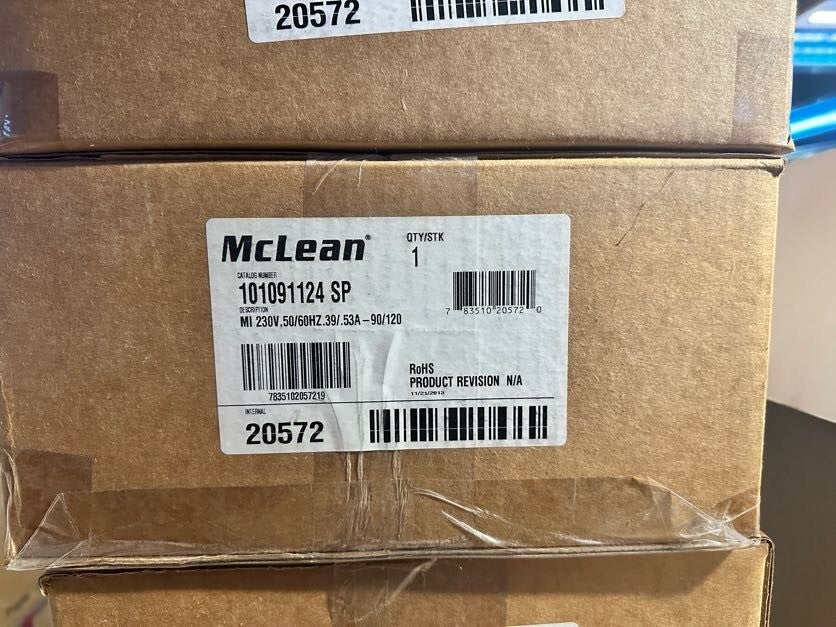 20572
McLean®
QTY/STK
1
CATALOG NUMBER
101091124 SP
DESCRIPTION
MI 230V,50/60HZ.39/.53A-90/120
7 83510 20572 0
7835102057219
RoHS
PRODUCT REVISION N/A
11/21/2013
INTERNAL
20572